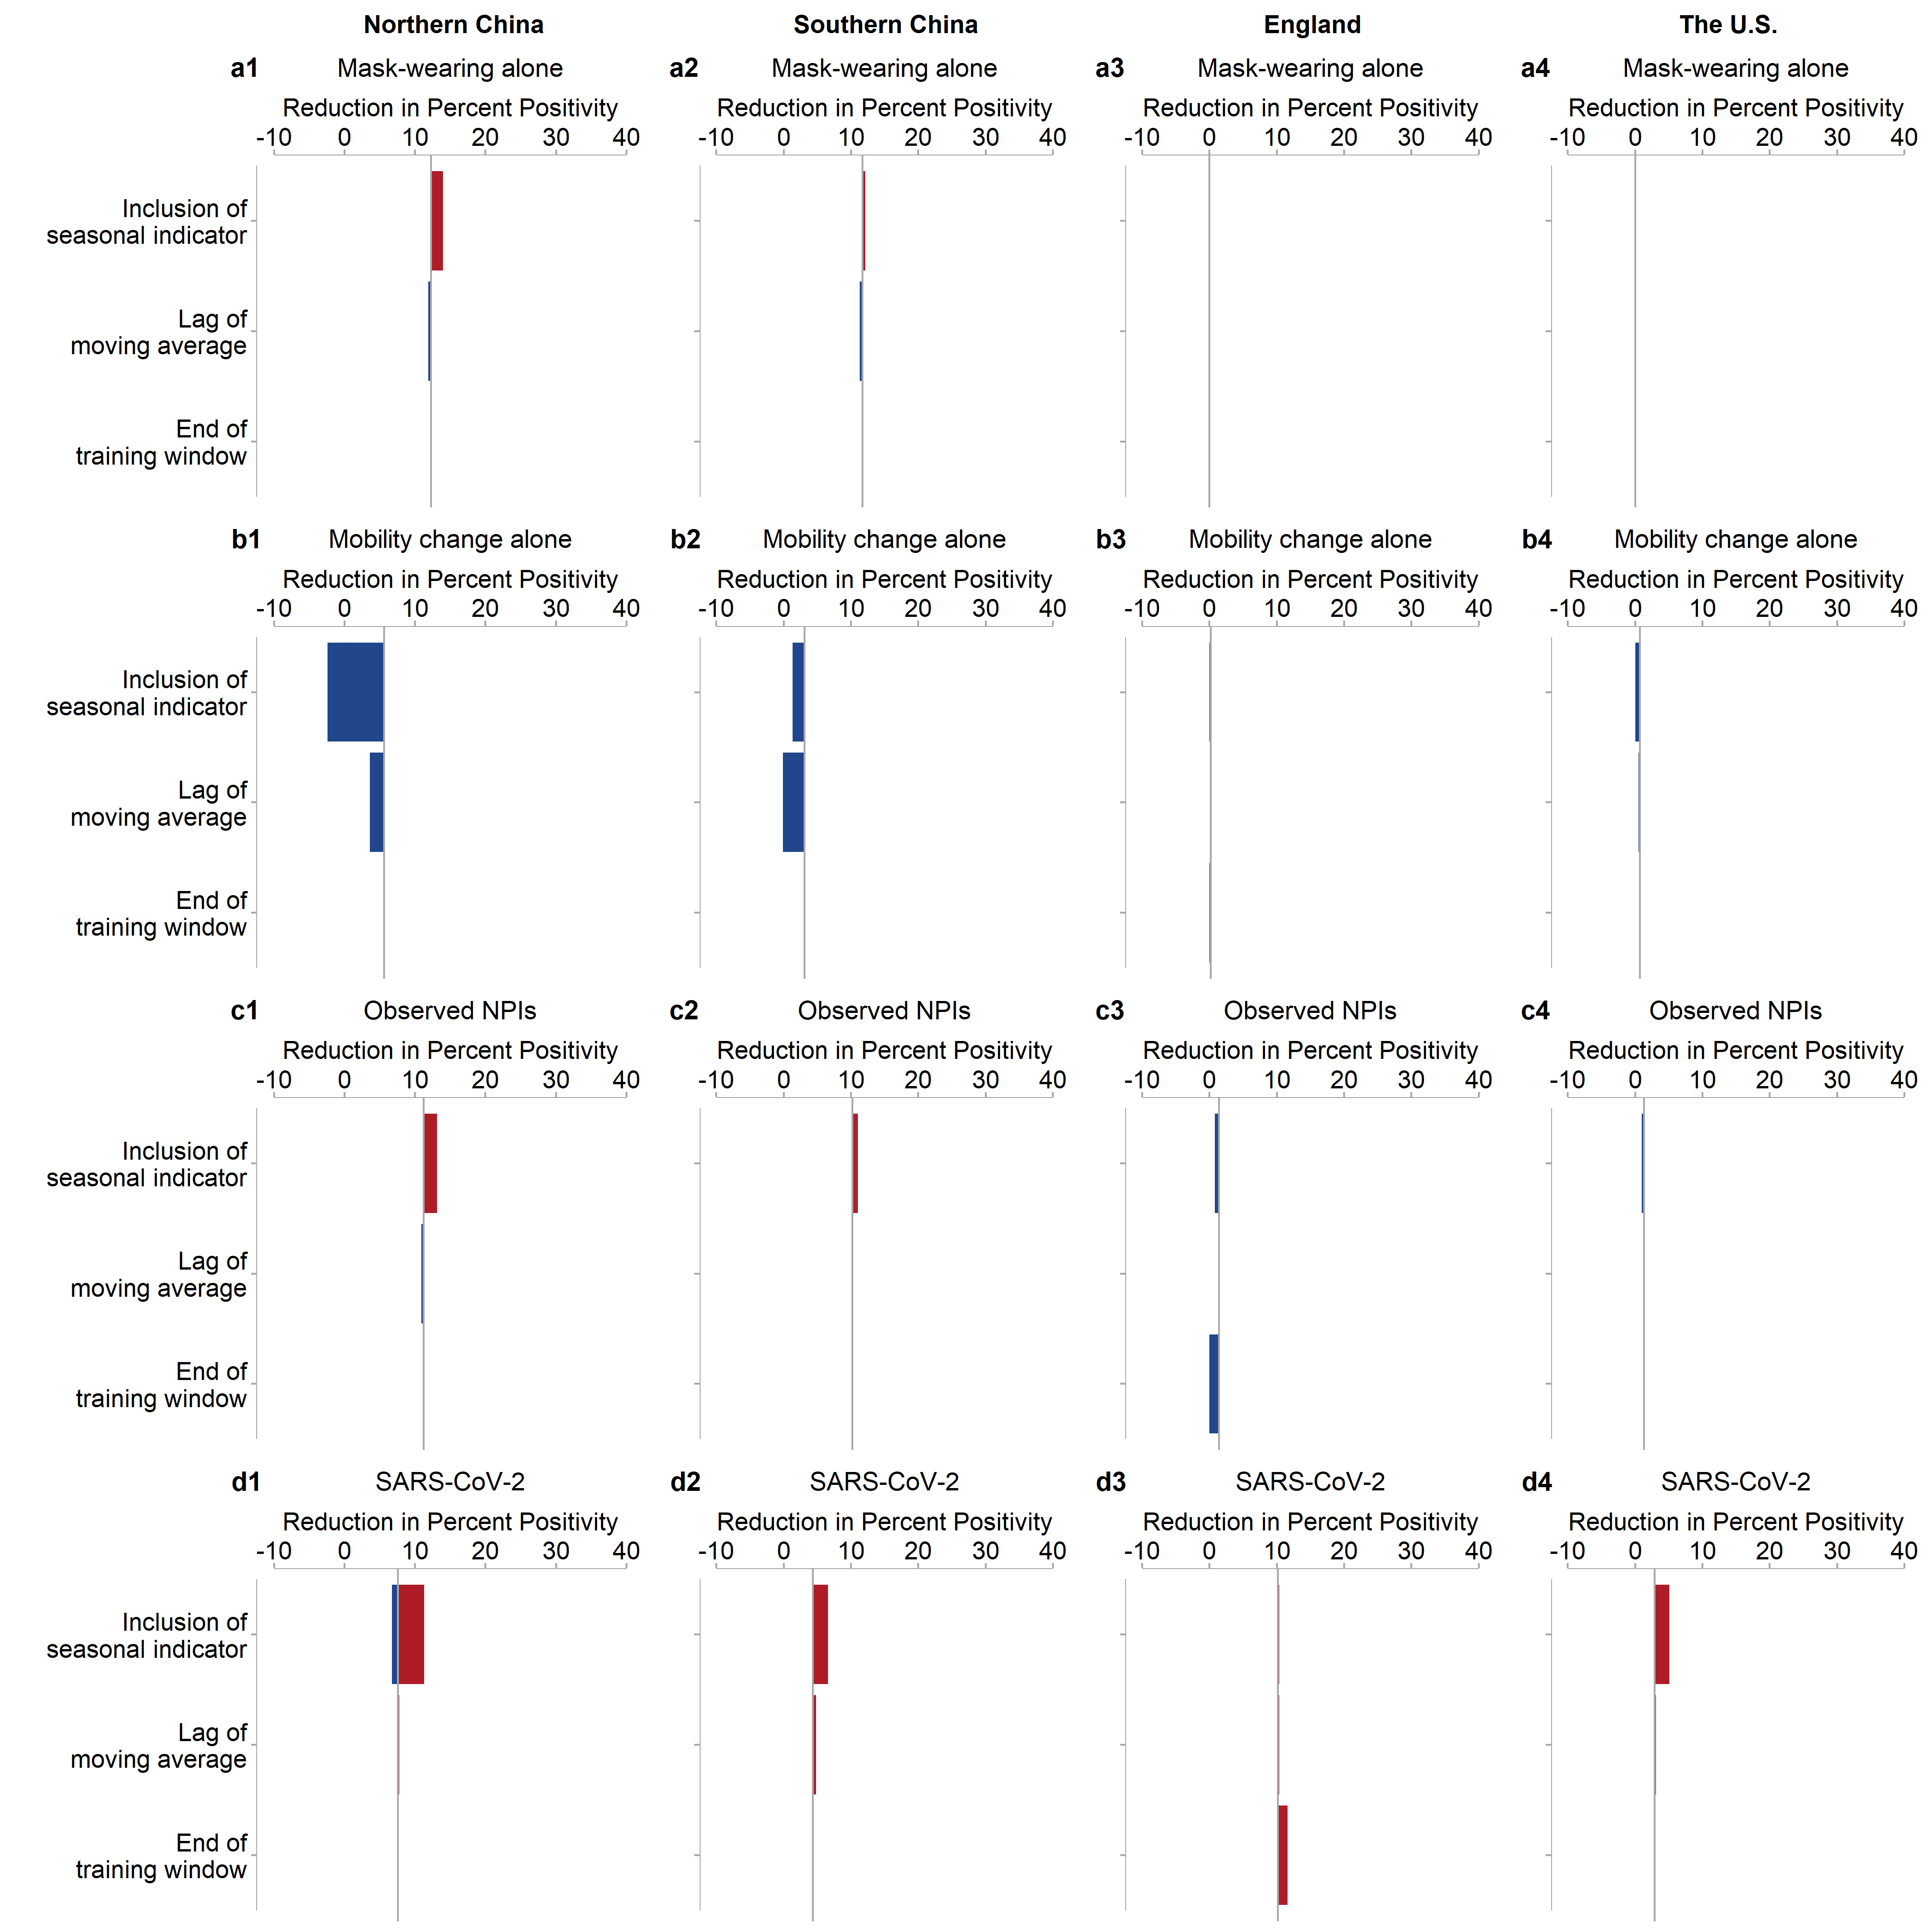 Northern China Southern China England The U.S.
a1 Mask-wearing alone a2 Mask-wearing alone a3 Mask-wearing alone a4 Mask-wearing alone
Reduction in Percent Positivity Reduction in Percent Positivity Reduction in Percent Positivity Reduction in Percent Positivity
-10 0 10 20 30 40 -10 0 10 20 30 40 -10 0 10 20 30 40 -10 0 10 20 30 40
Inclusion of
seasonal indicator
Lag of
moving average
End of
training window
b1 Mobility change alone b2 Mobility change alone b3 Mobility change alone b4 Mobility change alone
Reduction in Percent Positivity Reduction in Percent Positivity Reduction in Percent Positivity Reduction in Percent Positivity
-10 0 10 20 30 40 -10 0 10 20 30 40 -10 0 10 20 30 40 -10 0 10 20 30 40
Inclusion of
seasonal indicator
Lag of
moving average
End of
training window
c1 Observed NPIs c2 Observed NPIs c3 Observed NPIs c4 Observed NPIs
Reduction in Percent Positivity Reduction in Percent Positivity Reduction in Percent Positivity Reduction in Percent Positivity
-10 0 10 20 30 40 -10 0 10 20 30 40 -10 0 10 20 30 40 -10 0 10 20 30 40
Inclusion of
seasonal indicator
Lag of
moving average
End of
training window
d1 SARS-CoV-2 d2 SARS-CoV-2 d3 SARS-CoV-2 d4 SARS-CoV-2
Reduction in Percent Positivity Reduction in Percent Positivity Reduction in Percent Positivity Reduction in Percent Positivity
-10 0 10 20 30 40 -10 0 10 20 30 40 -10 0 10 20 30 40 -10 0 10 20 30 40
Inclusion of
seasonal indicator
Lag of
moving average
End of
training window